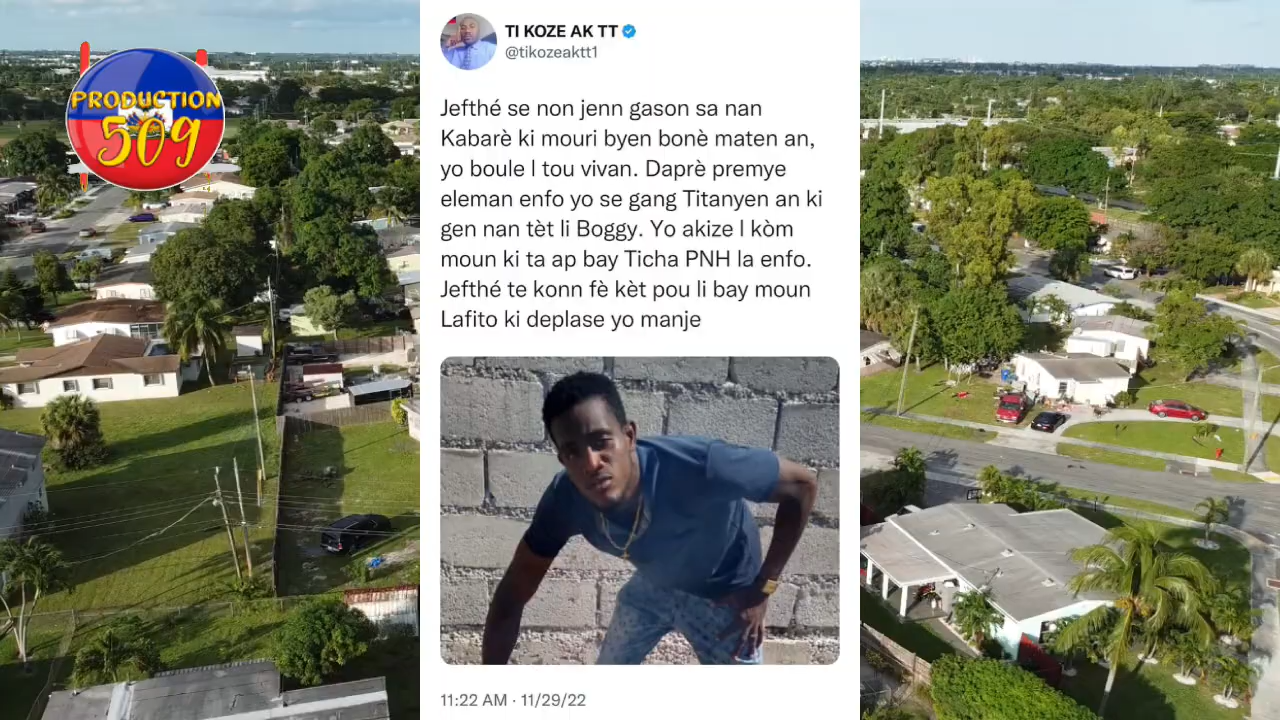 PRODUCTION
509
TI KOZE AK TT
@tikozeaktt1
Jefthé se non jenn gason sa nan
Kabarè ki mouri byen bonè maten an,
yo boule l tou vivan. Daprè premye
eleman enfo yo se gang Titanyen an ki
gen nan tèt li Boggy. Yo akize l kòm
moun ki ta ap bay Ticha PNH la enfo.
Jefthé te konn fè kèt pou li bay moun
Lafito ki deplase yo manje
11:22 AM · 11/29/22